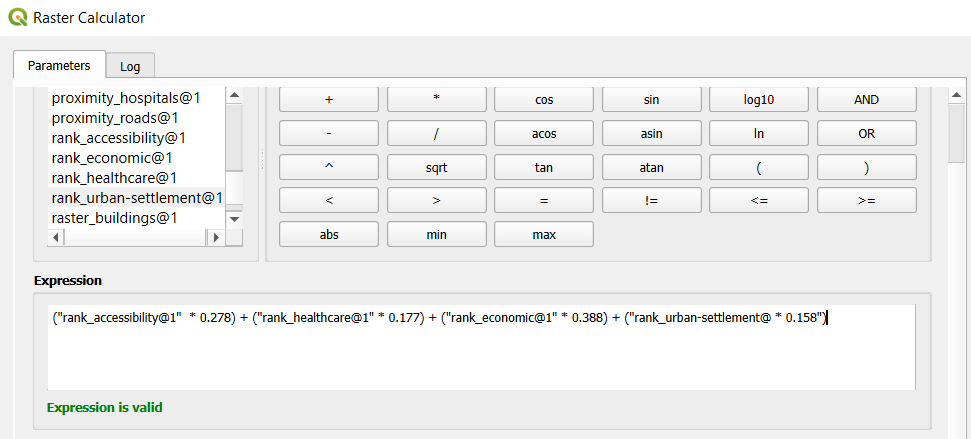 Raster Calculator
Parameters
Log
proximity_hospitals@1
proximity_roads@1
rank_accessibility@1
rank_economic@1
rank_healthcare@1
rank_urban-settlement@1
raster_buildings@1
+ * cos sin log10 AND
- / acos asin ln OR
^ sqrt tan atan ( )
< > = != <= >=
abs min max
Expression
("rank_accessibility@1"  * 0.278) + ("rank_healthcare@1" * 0.177) + ("rank_economic@1" * 0.388) + ("rank_urban-settlement@ * 0.158")
Expression is valid